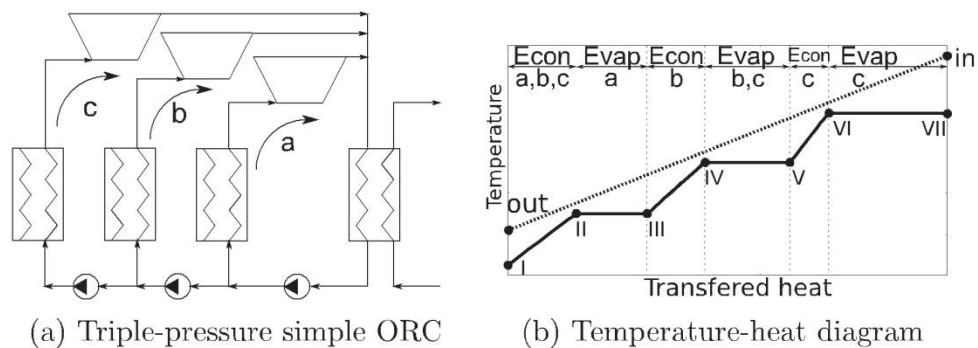 c
b
a
(a) Triple-pressure simple ORC
Econ Evap Econ Evap Econ Evap
a,b,c a b b,c c c
in
Temperature
out
I
II
III
IV
V
VI
VII
Transfered heat
(b) Temperature-heat diagram